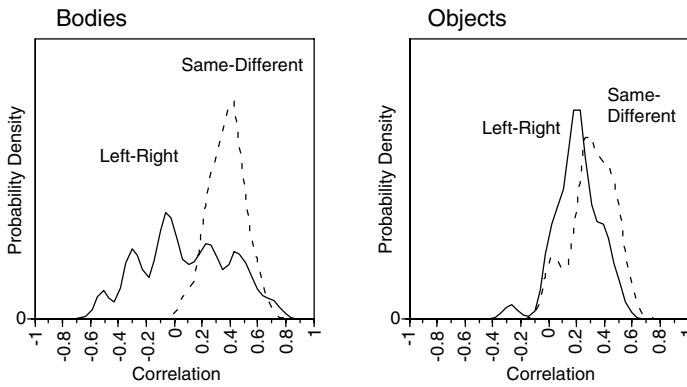 Bodies
Same-Different
Left-Right
Probability Density
0
-1 -0.8 -0.6 -0.4 -0.2 0 0.2 0.4 0.6 0.8 1
Correlation
Objects
Same-
Different
Left-Right
Probability Density
0
-1 -0.8 -0.6 -0.4 -0.2 0 0.2 0.4 0.6 0.8 1
Correlation